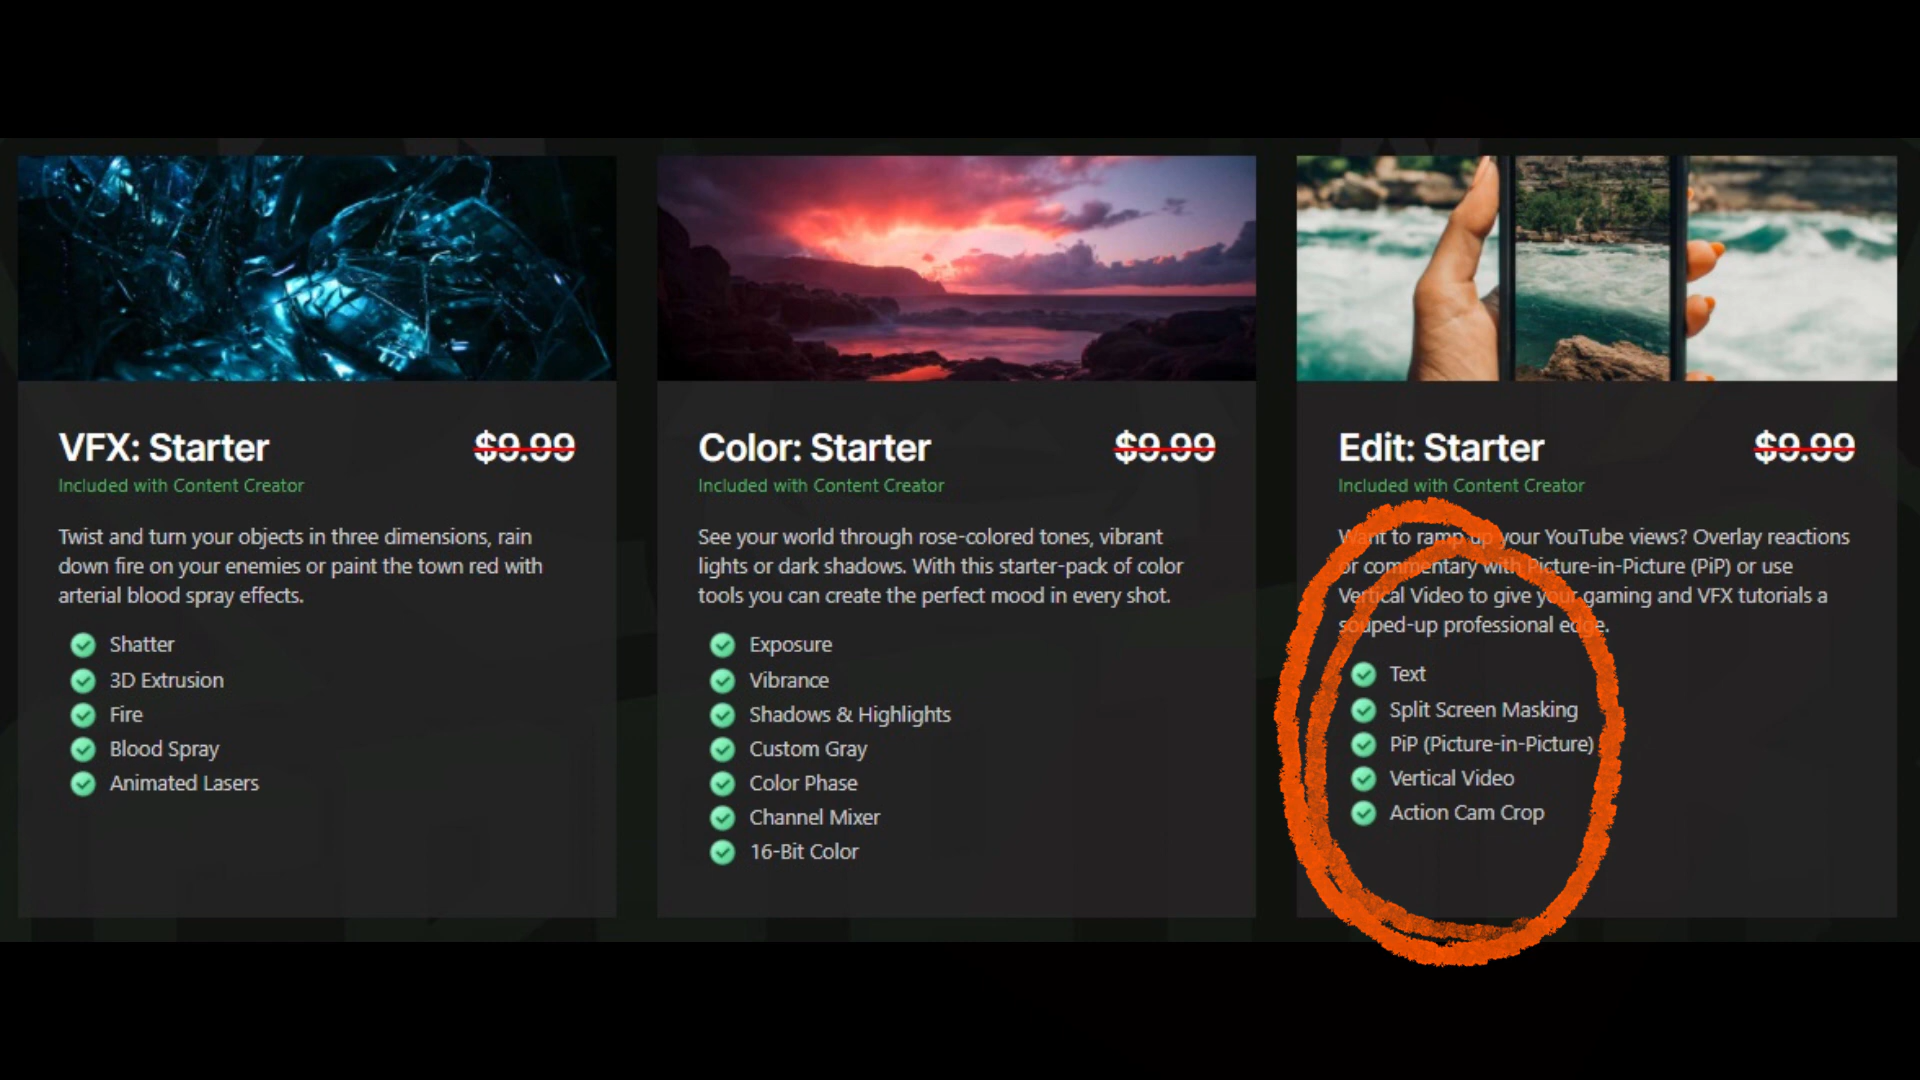 VFX: Starter
$9.99
Included with Content Creator
Twist and turn your objects in three dimensions, rain
down fire on your enemies or paint the town red with
arterial blood spray effects.
Shatter
3D Extrusion
Fire
Blood Spray
Animated Lasers
Color: Starter
$9.99
Included with Content Creator
See your world through rose-colored tones, vibrant
lights or dark shadows. With this starter-pack of color
tools you can create the perfect mood in every shot.
Exposure
Vibrance
Shadows & Highlights
Custom Gray
Color Phase
Channel Mixer
16-Bit Color
Edit: Starter
$9.99
Included with Content Creator
Want to ramp up your YouTube views? Overlay reactions
or commentary with Picture-in-Picture (PiP) or use
Vertical Video to give your gaming and VFX tutorials a
souped-up professional edge.
Text
Split Screen Masking
PiP (Picture-in-Picture)
Vertical Video
Action Cam Crop